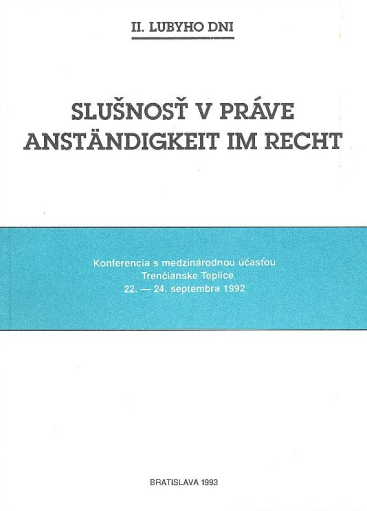 II. LUBYHO DNI
SLUŠNOSŤ V PRÁVE
ANSTÄNDIGKEIT IM RECHT
Konferencia s medzinárodnou účasťou
Trenčianske Teplice
22. — 24. septembra 1992
BRATISLAVA 1993